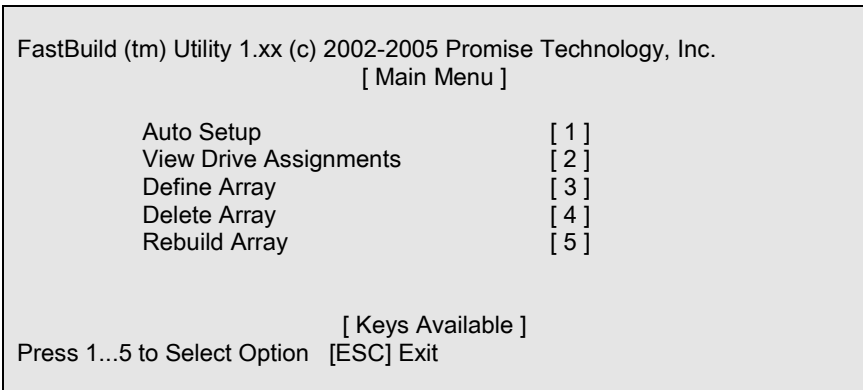 FastBuild (tm) Utility 1.xx (c) 2002-2005 Promise Technology, Inc.
[ Main Menu ]
Auto Setup [ 1 ]
View Drive Assignments [ 2 ]
Define Array [ 3 ]
Delete Array [ 4 ]
Rebuild Array [ 5 ]
[ Keys Available ]
Press 1...5 to Select Option [ESC] Exit